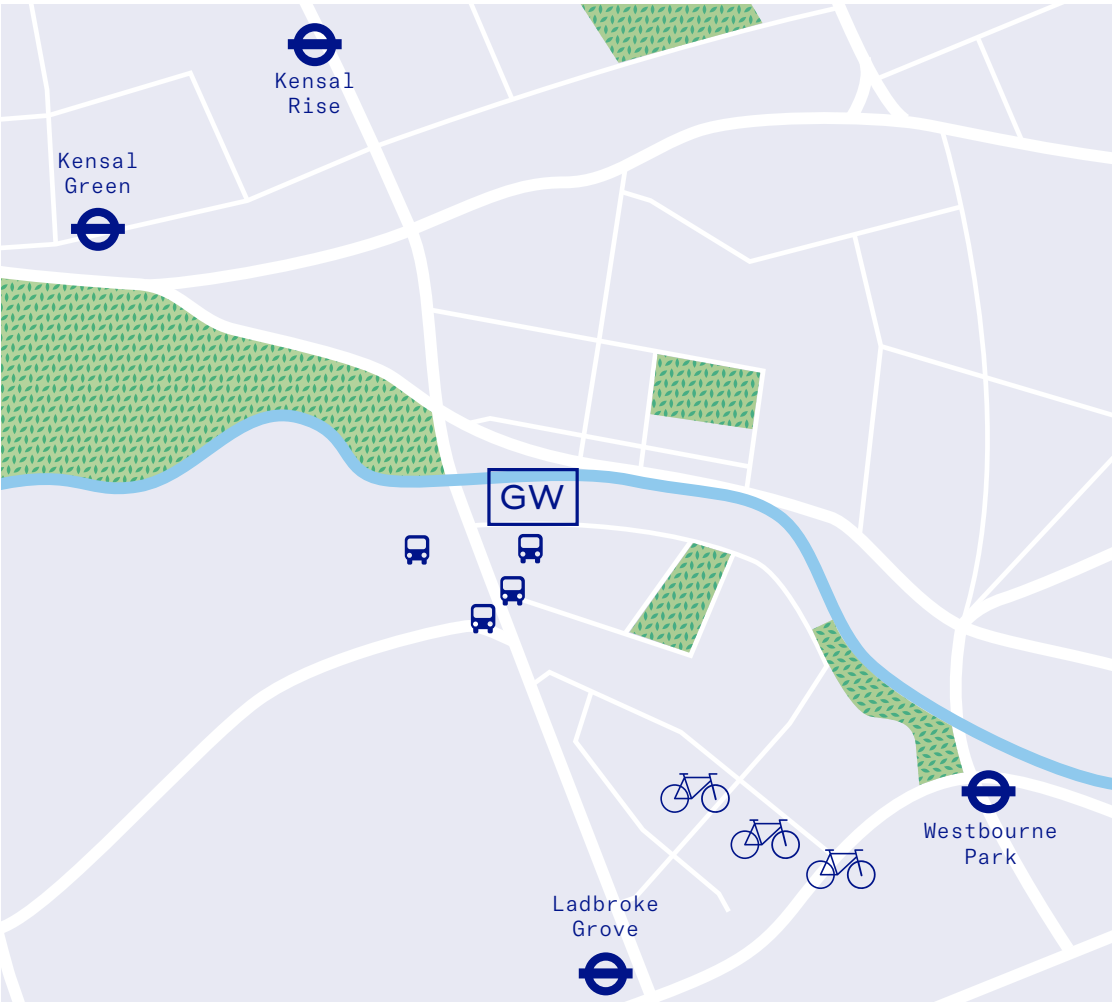 Kensal
Rise
Kensal
Green
GW
Westbourne
Park
Ladbroke
Grove